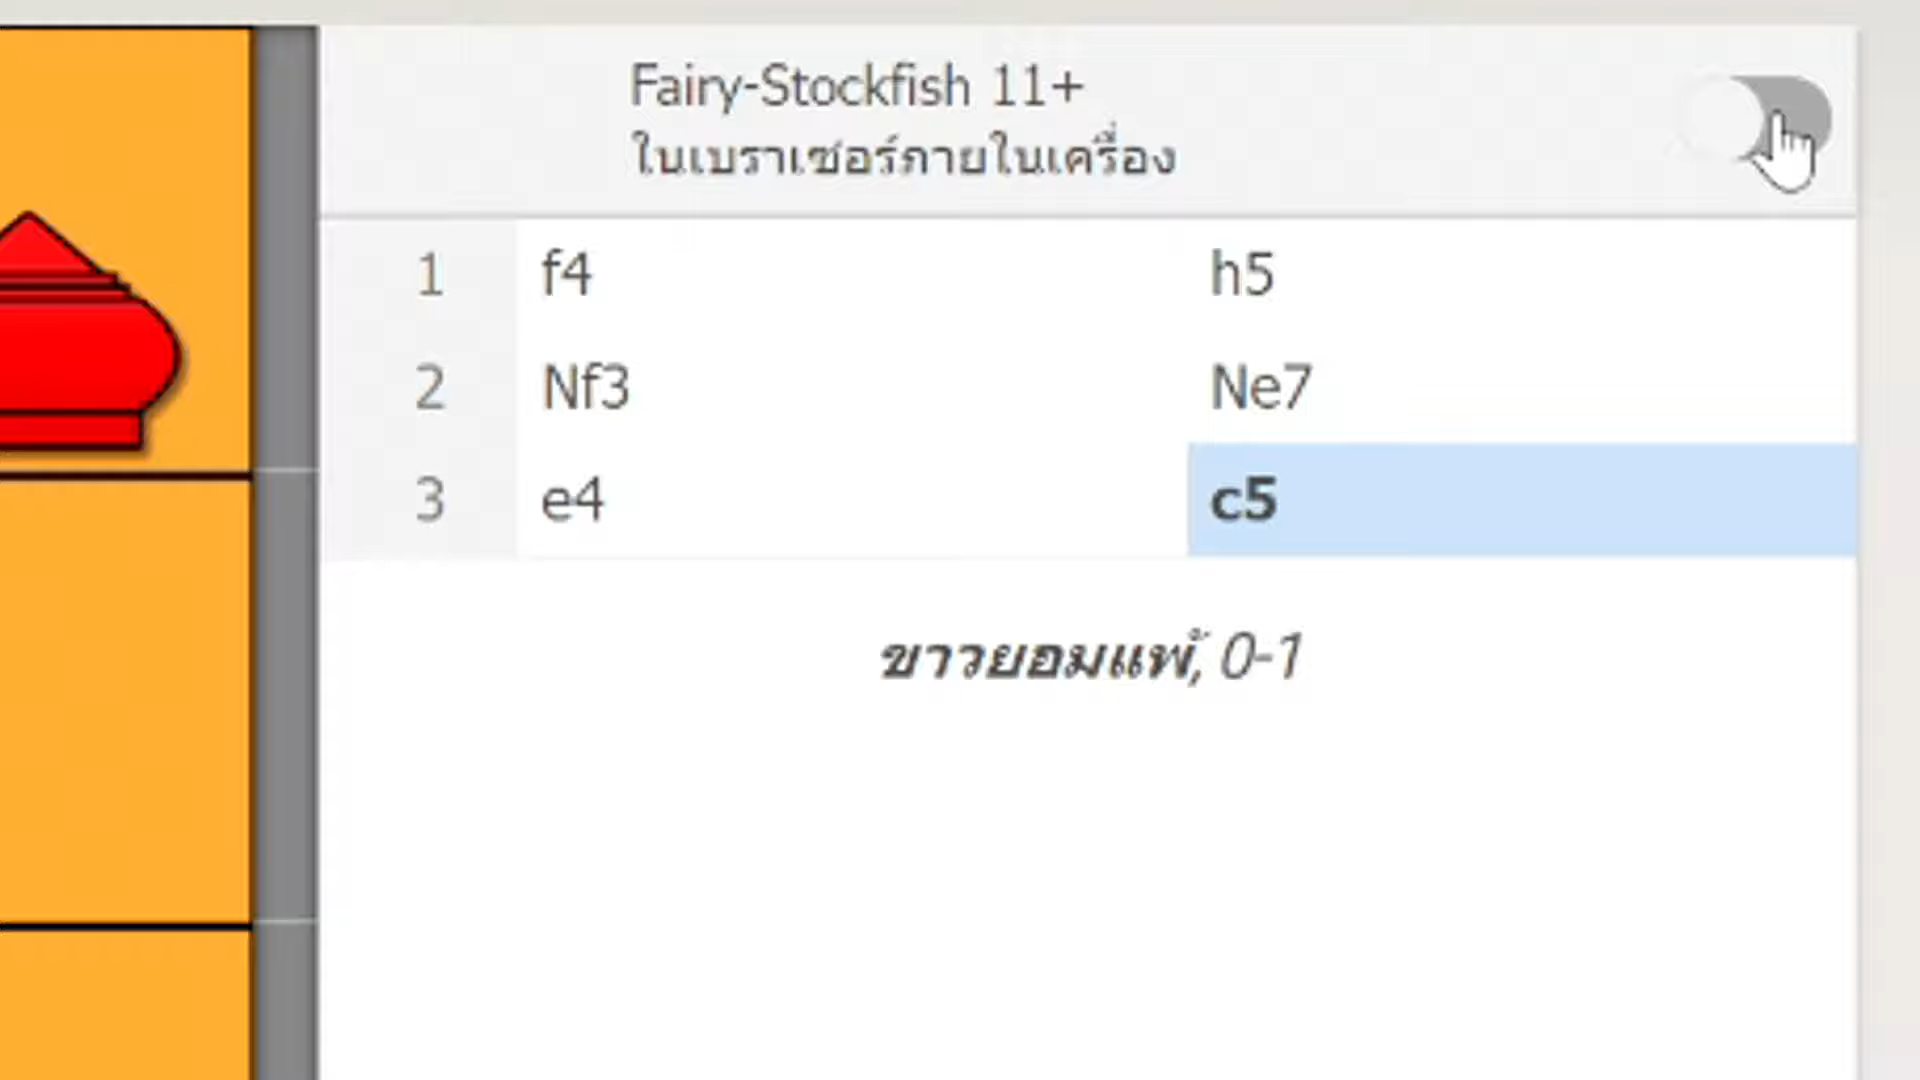 Fairy-Stockfish 11+
ในเบราเซอร์ภายในเครื่อง
1 f4 h5
2 Nf3 Ne7
3 e4 c5
ขาวยอมแพ้, 0-1